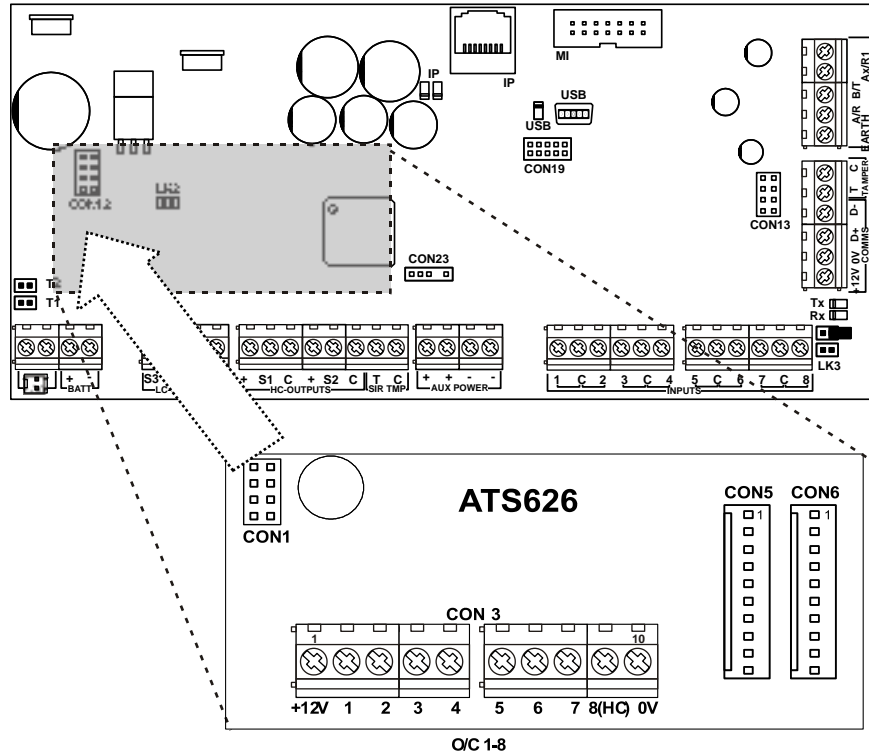 IP
IP
MI
USB
USB
CON19
Ax/R1
A/R B/T
EARTH
C
T
TAMPER
D-
D+
+12V 0V
COMMS
CON13
CON12
LK2
CON23
T2
T1
Tx
Rx
LK3
+ -
BATT
S3
LC-
+ S1 C + S2 C T C
HC-OUTPUTS
SIR TMP
+ + - -
AUX POWER
1 C 2 3 C 4 5 C 6 7 C 8
INPUTS
ATS626
CON1
CON5 CON6
1 1
CON 3
1 10
+12V 1 2 3 4 5 6 7 8(HC) 0V
O/C 1-8